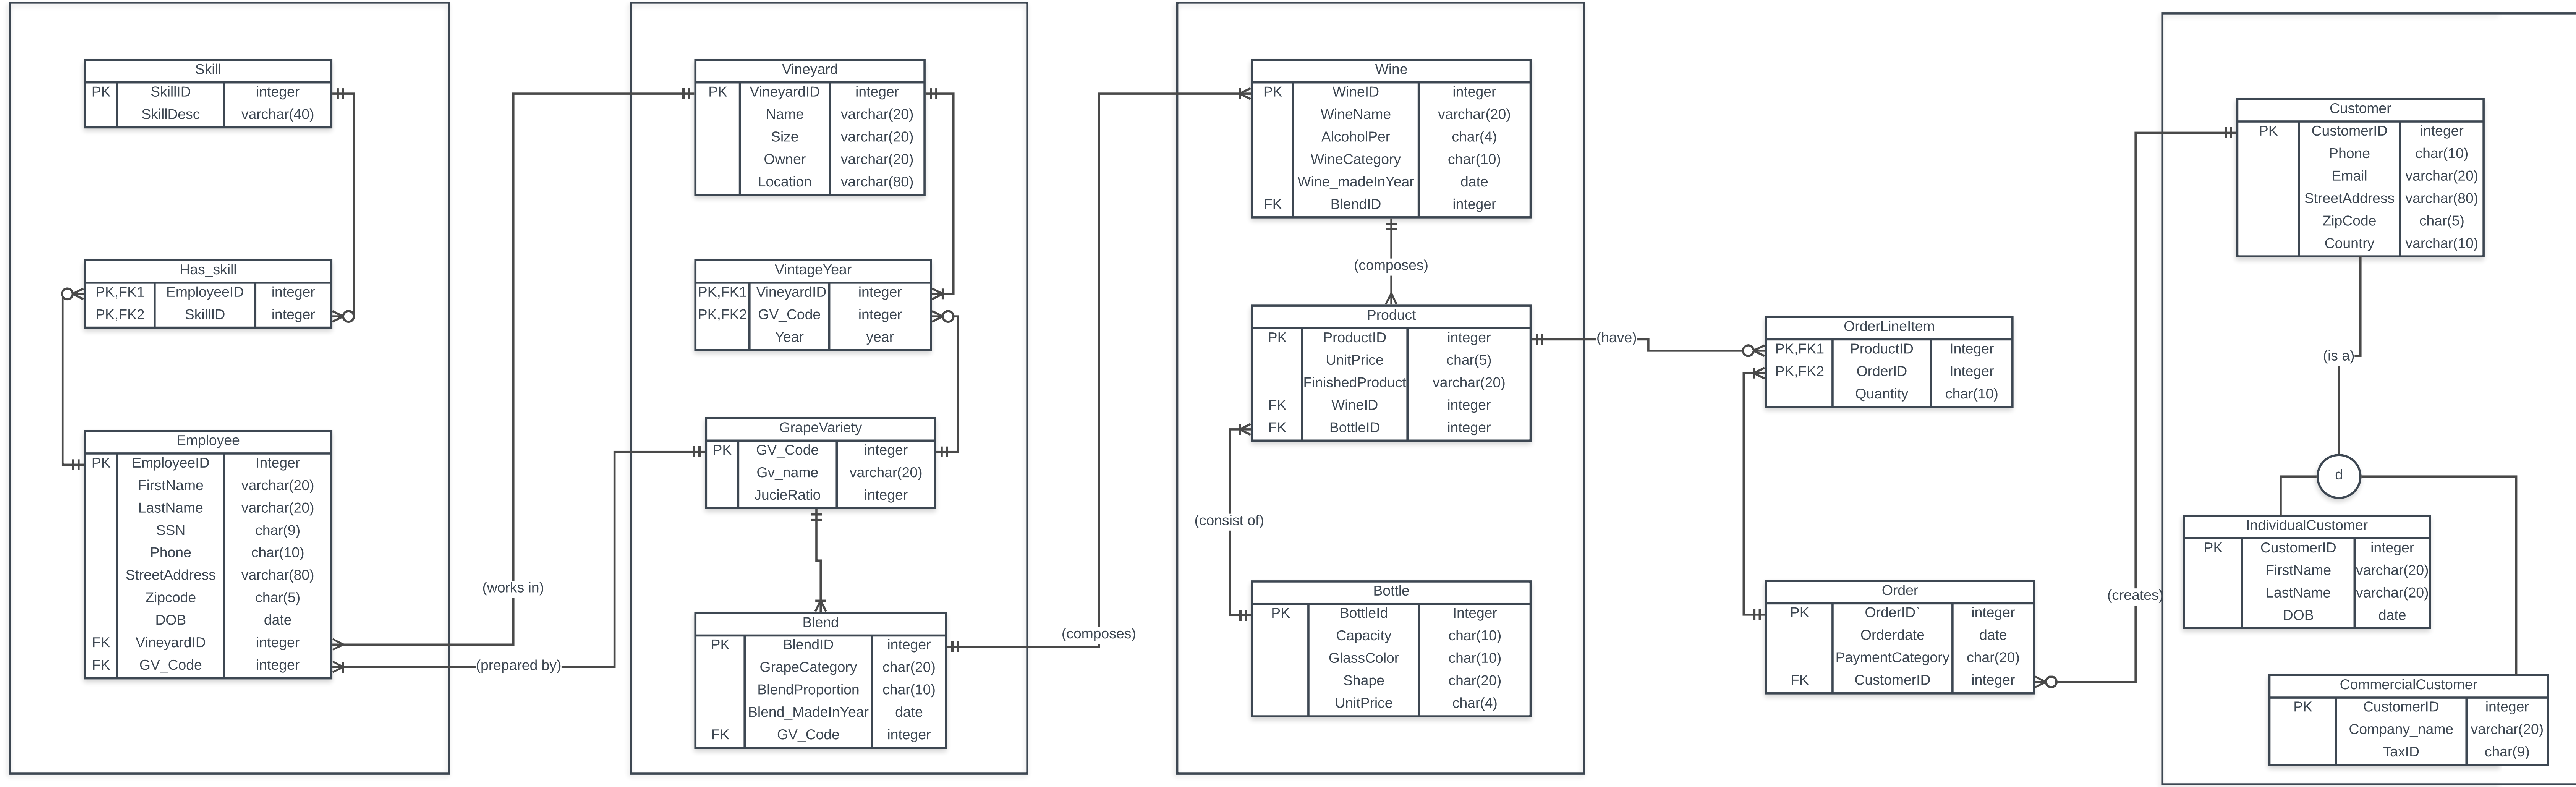 Skill
PK SkillID integer
SkillDesc varchar(40)
Has_skill
PK,FK1 EmployeeID integer
PK,FK2 SkillID integer
Employee
PK EmployeeID Integer
FirstName varchar(20)
LastName varchar(20)
SSN char(9)
Phone char(10)
StreetAddress varchar(80)
Zipcode char(5)
DOB date
FK VineyardID integer
FK GV_Code integer
(works in)
(prepared by)
Vineyard
PK VineyardID integer
Name varchar(20)
Size varchar(20)
Owner varchar(20)
Location varchar(80)
VintageYear
PK,FK1 VineyardID integer
PK,FK2 GV_Code integer
Year year
GrapeVariety
PK GV_Code integer
Gv_name varchar(20)
JucieRatio integer
Blend
PK BlendID integer
GrapeCategory char(20)
BlendProportion char(10)
Blend_MadeInYear date
FK GV_Code integer
(composes)
Wine
PK WineID integer
WineName varchar(20)
AlcoholPer char(4)
WineCategory char(10)
Wine_madeInYear date
FK BlendID integer
(composes)
Product
PK ProductID integer
UnitPrice char(5)
FinishedProduct varchar(20)
FK WineID integer
FK BottleID integer
(consist of)
Bottle
PK BottleId Integer
Capacity char(10)
GlassColor char(10)
Shape char(20)
UnitPrice char(4)
(have)
OrderLineItem
PK,FK1 ProductID Integer
PK,FK2 OrderID Integer
Quantity char(10)
Order
PK OrderID` integer
Orderdate date
PaymentCategory char(20)
FK CustomerID integer
(creates)
Customer
PK CustomerID integer
Phone char(10)
Email varchar(20)
StreetAddress varchar(80)
ZipCode char(5)
Country varchar(10)
(is a)
d
IndividualCustomer
PK CustomerID integer
FirstName varchar(20)
LastName varchar(20)
DOB date
CommercialCustomer
PK CustomerID integer
Company_name varchar(20)
TaxID char(9)